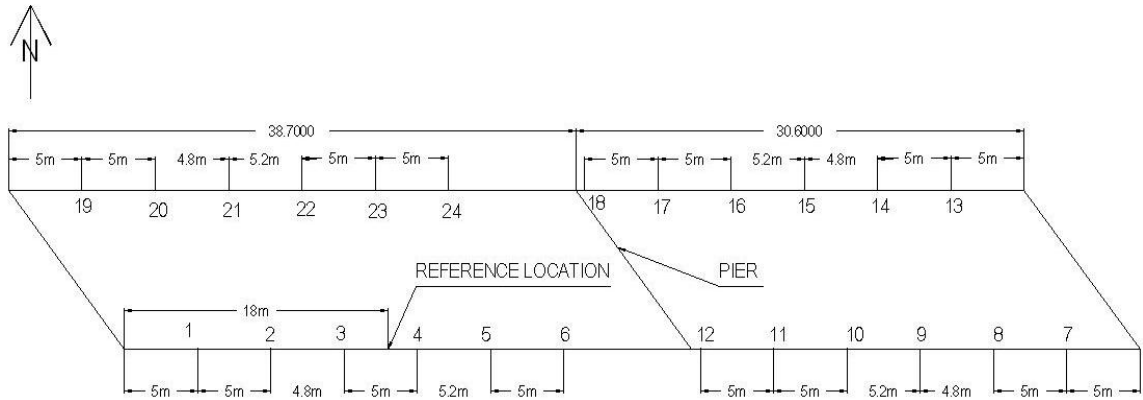 N
38.7000 30.6000
5m 5m 4.8m 5.2m 5m 5m 5m 5m 5.2m 4.8m 5m 5m
19 20 21 22 23 24 18 17 16 15 14 13
REFERENCE LOCATION PIER
18m
1 2 3 4 5 6 12 11 10 9 8 7
5m 5m 4.8m 5m 5.2m 5m 5m 5m 5.2m 4.8m 5m 5m